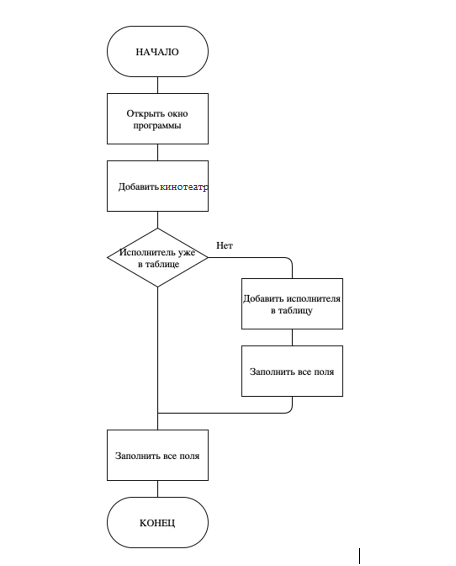 НАЧАЛО
Открыть окно
программы
Добавить кинотеатр
Исполнитель уже
в таблице
Нет
Добавить исполнителя
в таблицу
Заполнить все поля
Заполнить все поля
КОНЕЦ